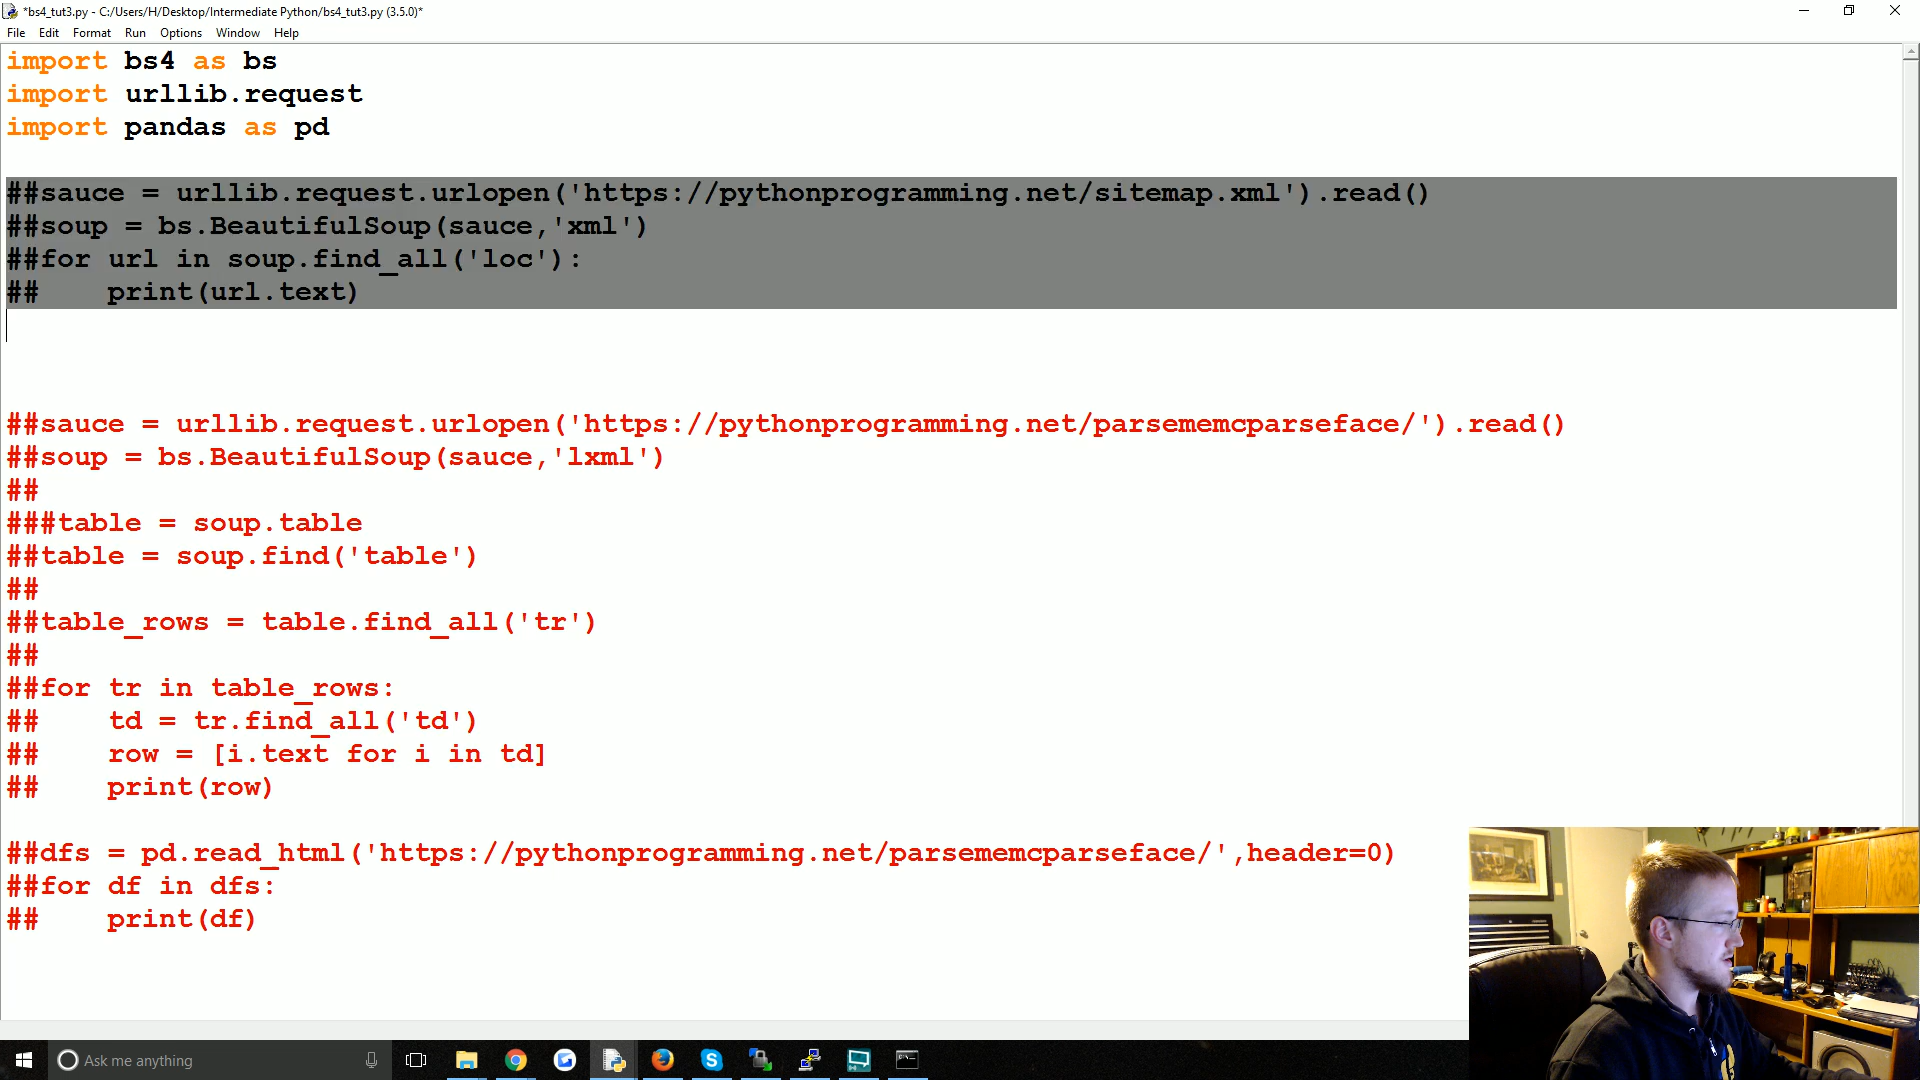 *bs4_tut3.py - C:/Users/H/Desktop/Intermediate Python/bs4_tut3.py (3.5.0)*
File Edit Format Run Options Window Help
import bs4 as bs
import urllib.request
import pandas as pd
##sauce = urllib.request.urlopen('https://pythonprogramming.net/sitemap.xml').read()
##soup = bs.BeautifulSoup(sauce,'xml')
##for url in soup.find_all('loc'):
##    print(url.text)
##sauce = urllib.request.urlopen('https://pythonprogramming.net/parsememcparseface/').read()
##soup = bs.BeautifulSoup(sauce,'lxml')
##
###table = soup.table
##table = soup.find('table')
##
##table_rows = table.find_all('tr')
##
##for tr in table_rows:
##    td = tr.find_all('td')
##    row = [i.text for i in td]
##    print(row)
##dfs = pd.read_html('https://pythonprogramming.net/parsememcparseface/',header=0)
##for df in dfs:
##    print(df)
Ask me anything